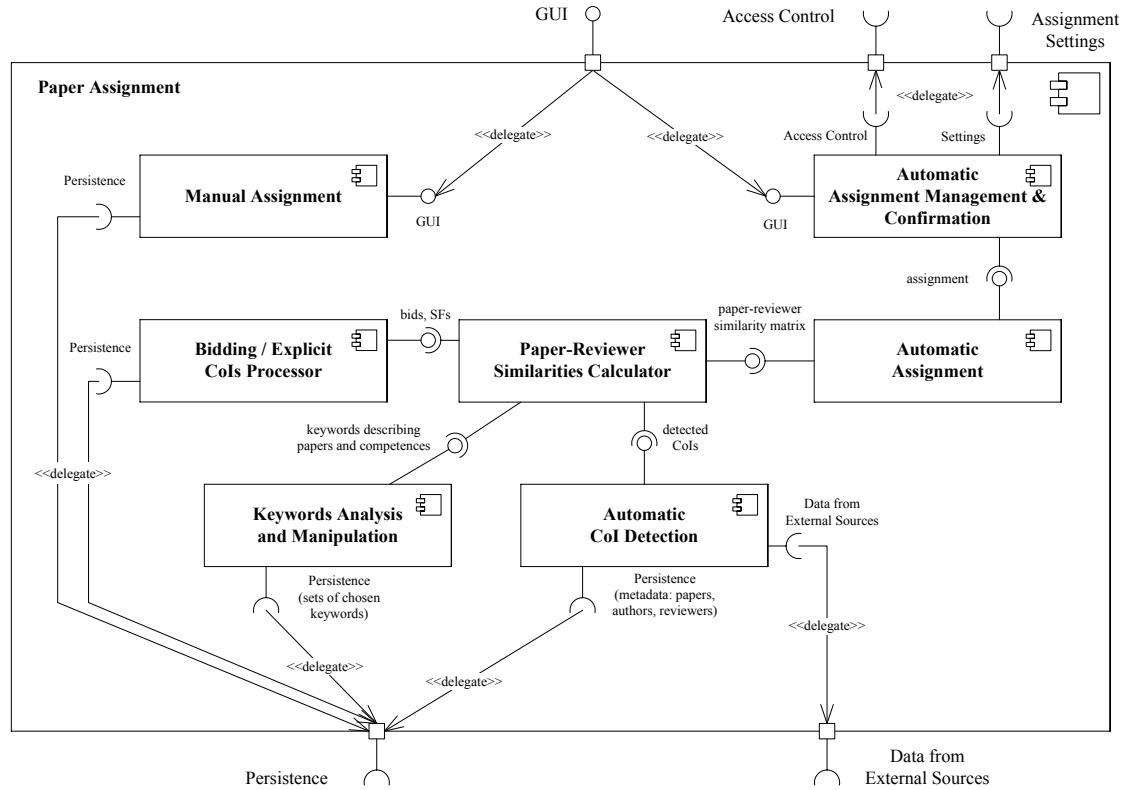 GUI
Access Control
Assignment
Settings
Paper Assignment
<<delegate>>
<<delegate>>
<<delegate>>
Access Control
Settings
Persistence
Manual Assignment
GUI
Automatic
Assignment Management &
Confirmation
GUI
assignment
Persistence
Bidding / Explicit
CoIs Processor
bids, SFs
Paper-Reviewer
Similarities Calculator
paper-reviewer
similarity matrix
Automatic
Assignment
keywords describing
papers and competences
detected
CoIs
<<delegate>>
Keywords Analysis
and Manipulation
Automatic
CoI Detection
Data from
External Sources
Persistence
(sets of chosen
keywords)
Persistence
(metadata: papers,
authors, reviewers)
<<delegate>>
<<delegate>>
<<delegate>>
Persistence
Data from
External Sources